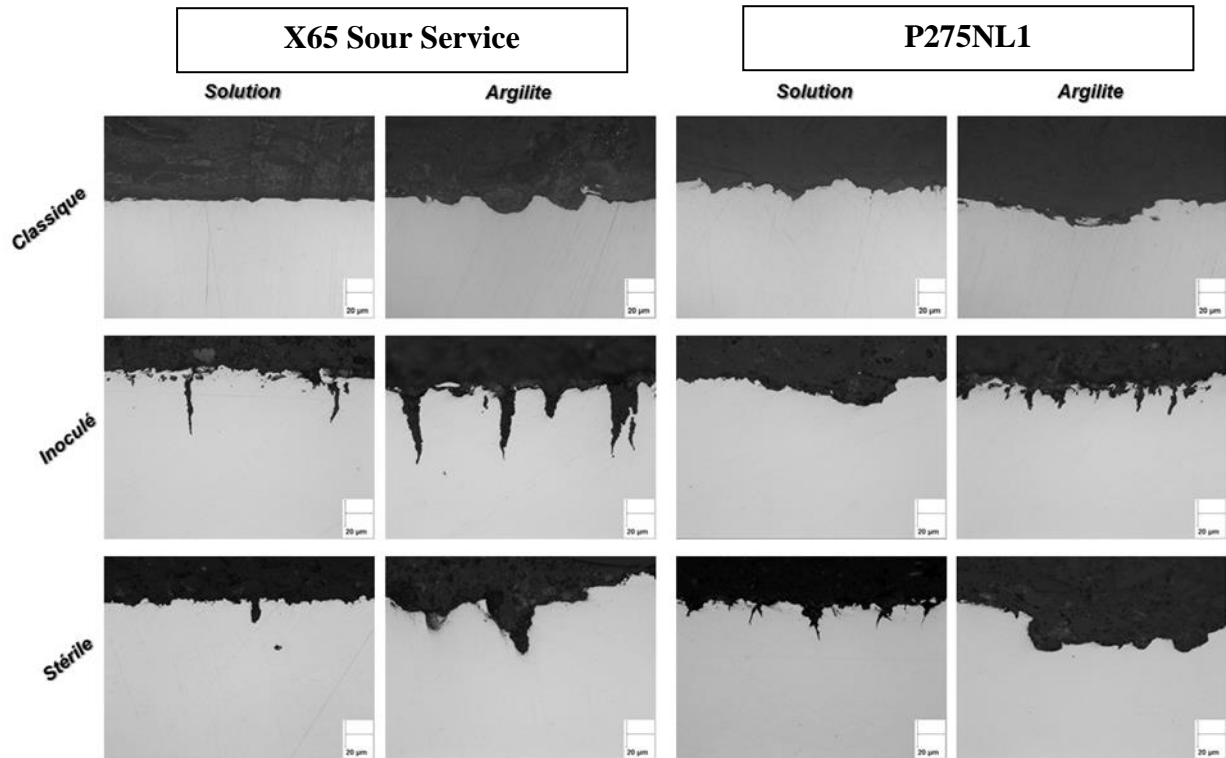 X65 Sour Service
P275NL1
Solution
Argilite
Solution
Argilite
Classique
20 µm
20 µm
20 µm
20 µm
Inoculé
20 µm
20 µm
20 µm
20 µm
Stérile
20 µm
20 µm
20 µm
20 µm